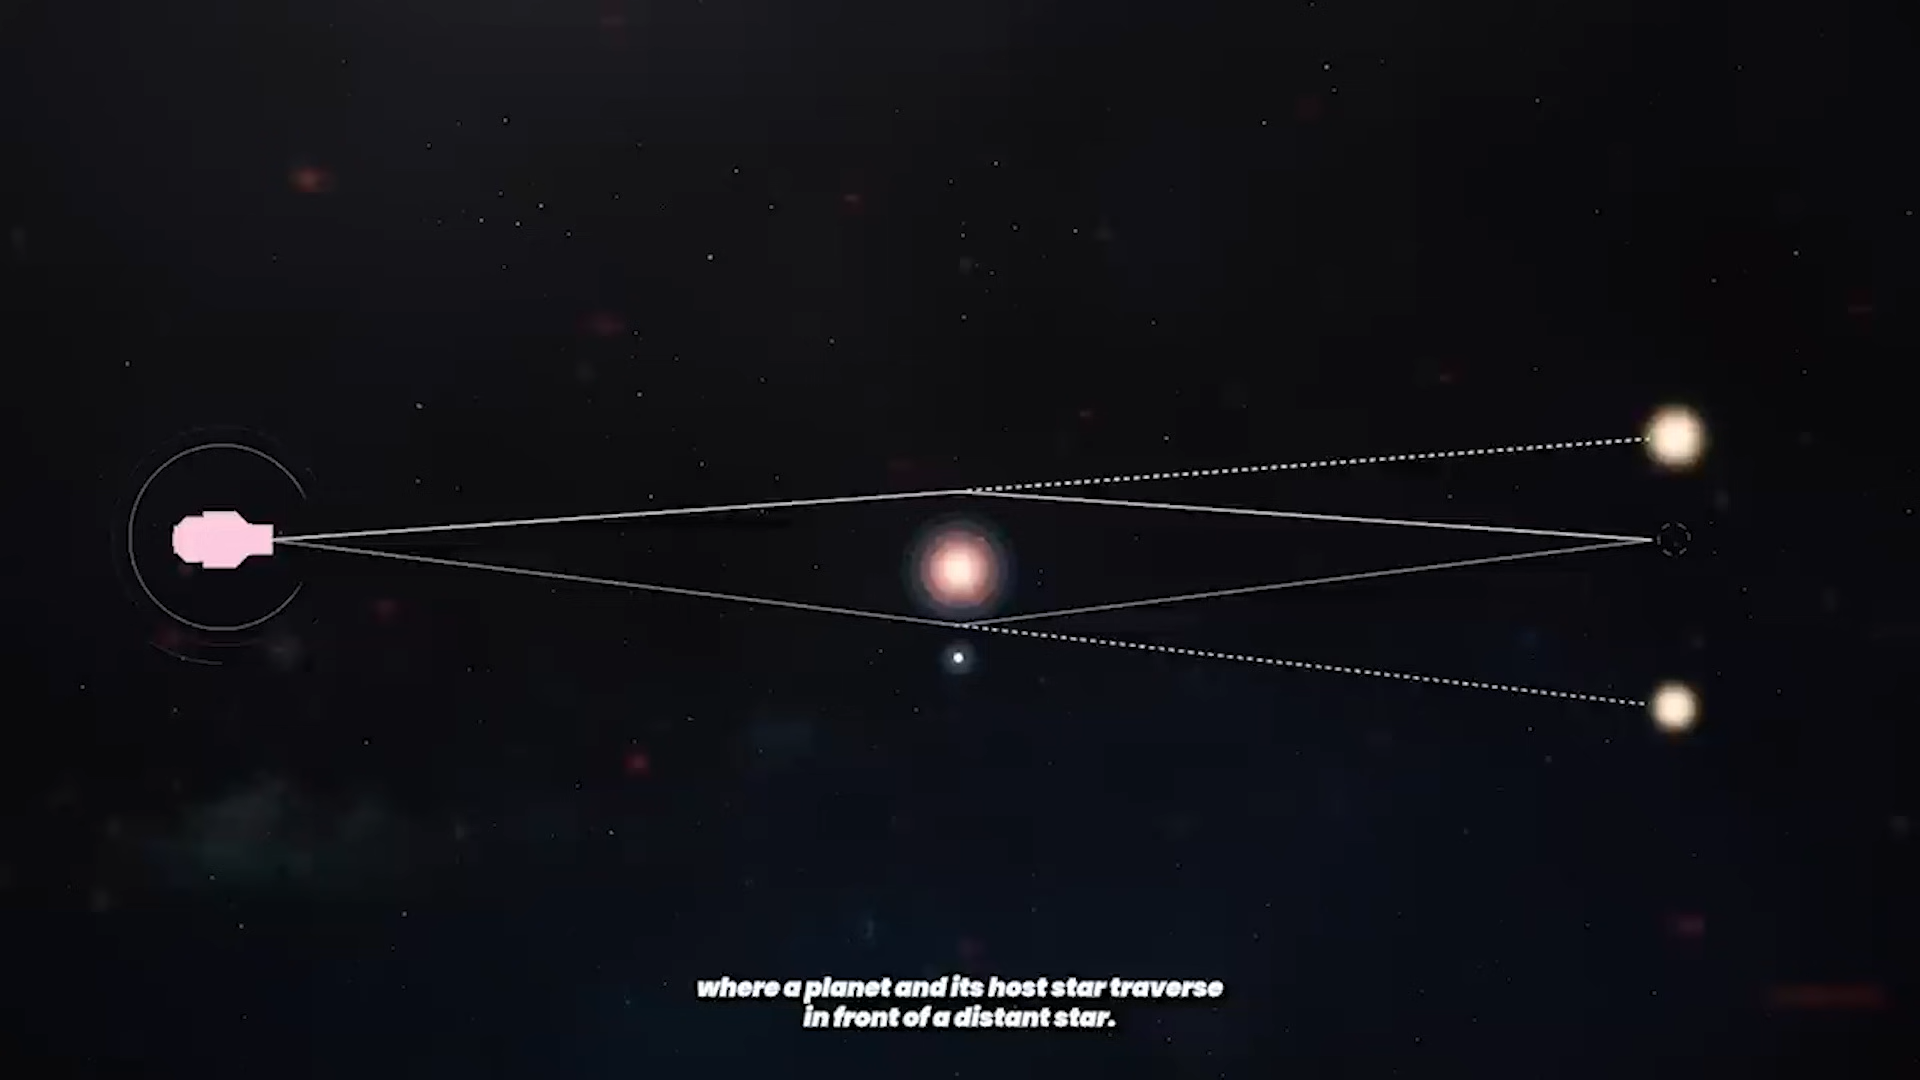 where a planet and its host star traverse
in front of a distant star.